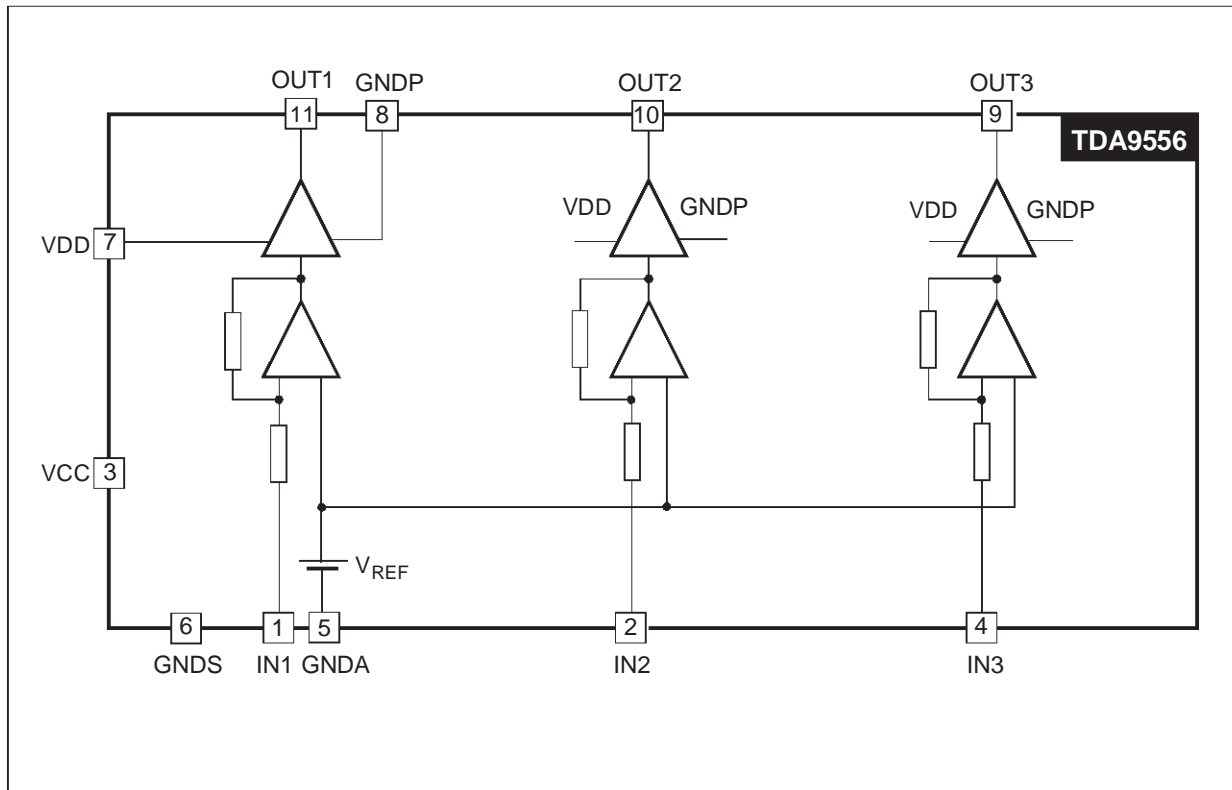 OUT1 GNDP OUT2 OUT3
11 8 10 9
TDA9556
VDD GNDP VDD GNDP
VDD 7
VCC 3
VREF
6 1 5 2 4
GNDS IN1 GNDA IN2 IN3